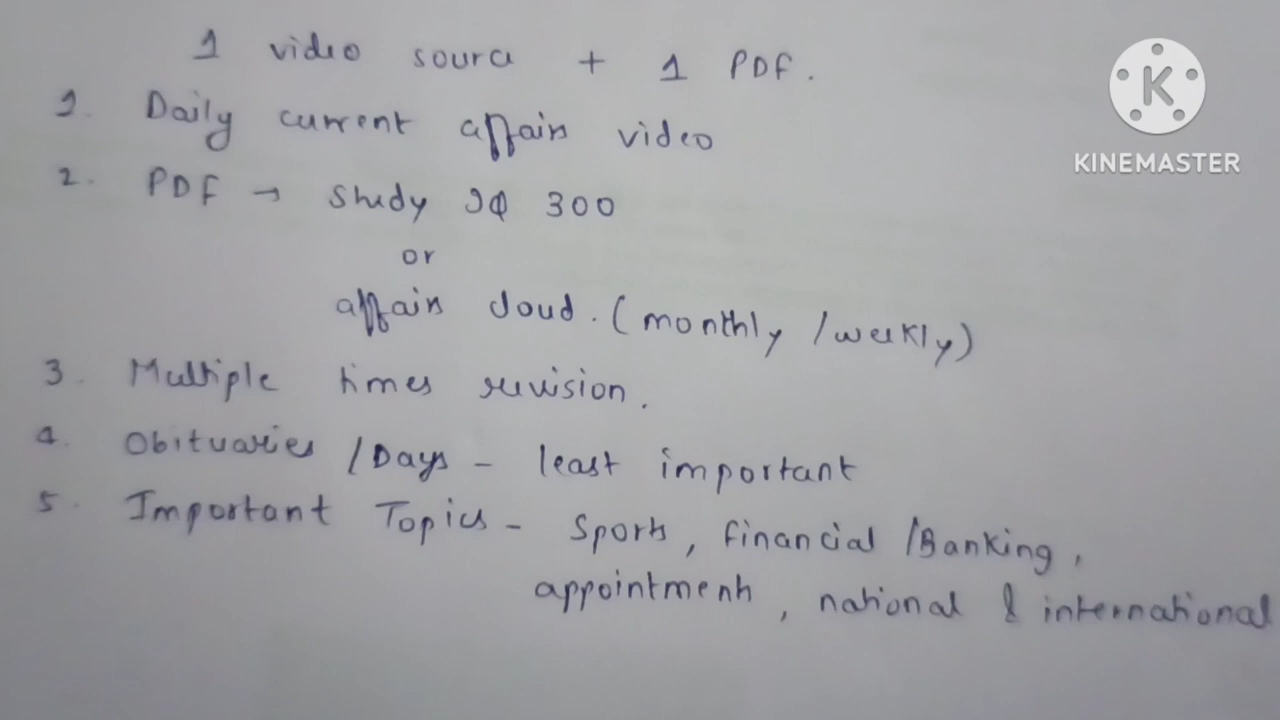 1 video source + 1 PDF.
1. Daily current affairs video
2. PDF → Study IQ 300
or
affairs cloud. (monthly /weekly)
3. Multiple times revision.
4. Obituaries /Days - least important
5. Important Topics - Sports, financial /Banking,
appointments, national & international
KINEMASTER